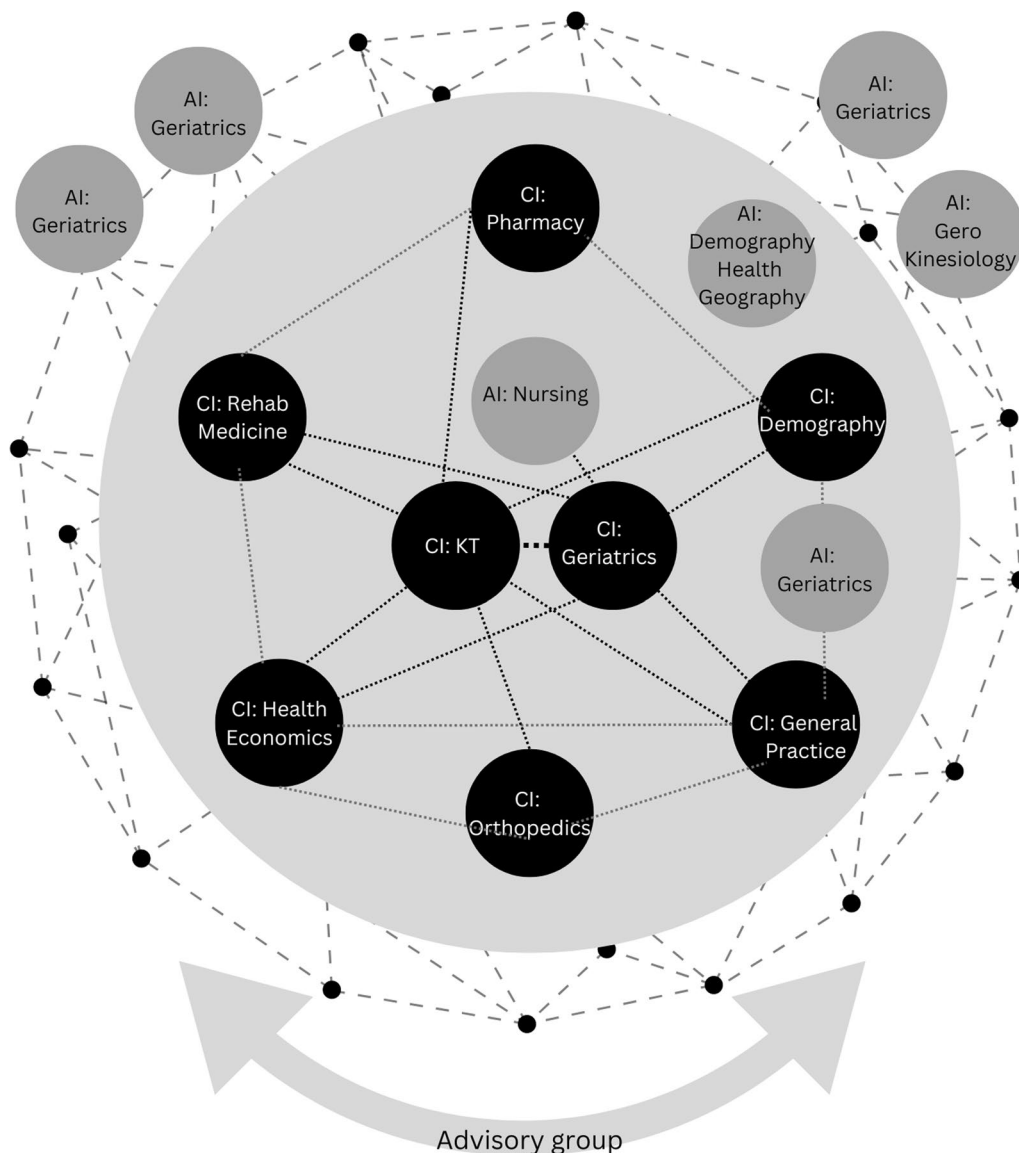 AI:
Geriatrics
AI:
Geriatrics
AI:
Geriatrics
AI:
Gero
Kinesiology
CI:
Pharmacy
AI:
Demography
Health
Geography
CI: Rehab
Medicine
AI: Nursing
CI:
Demography
CI: KT
CI:
Geriatrics
AI:
Geriatrics
CI: Health
Economics
CI: General
Practice
CI:
Orthopedics
Advisory group